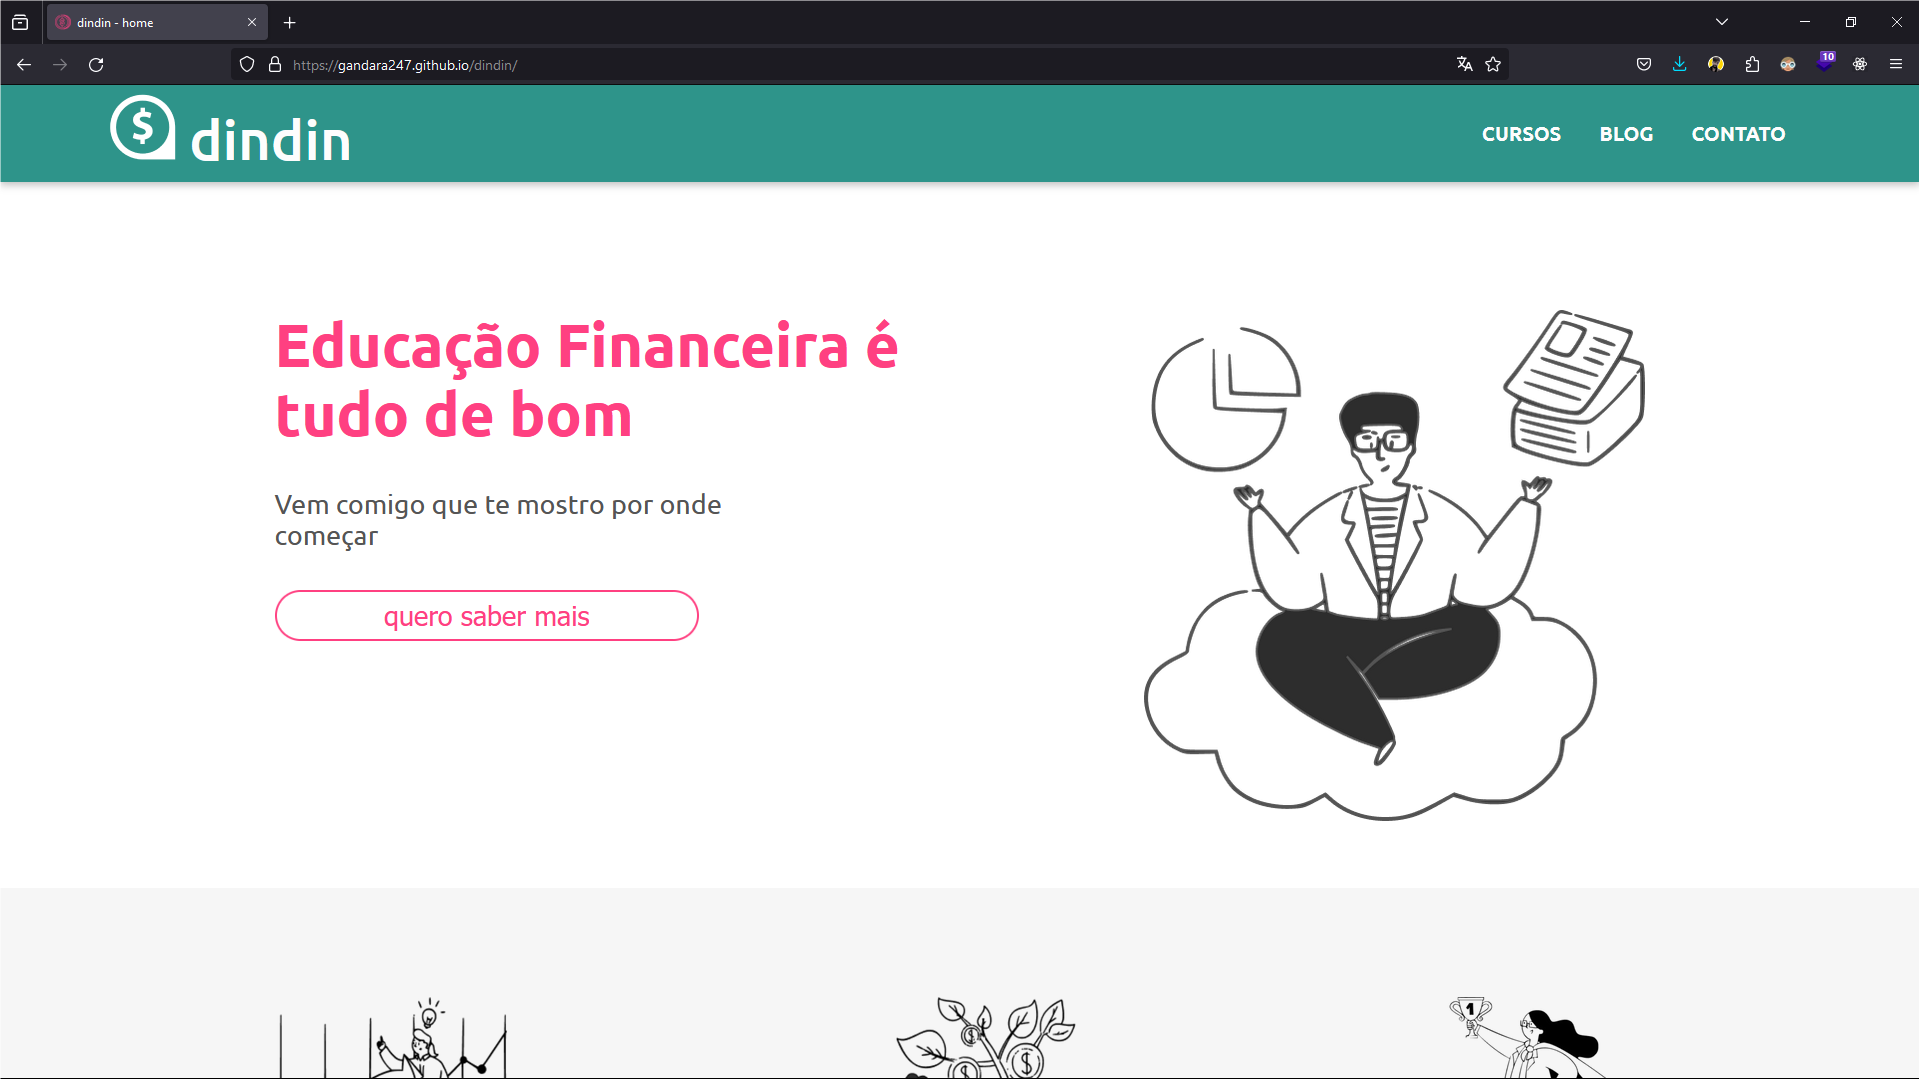 dindin - home
https://gandara247.github.io/dindin/
10
$ dindin
CURSOS BLOG CONTATO
Educação Financeira é
tudo de bom
Vem comigo que te mostro por onde
começar
quero saber mais
1
$
$ $